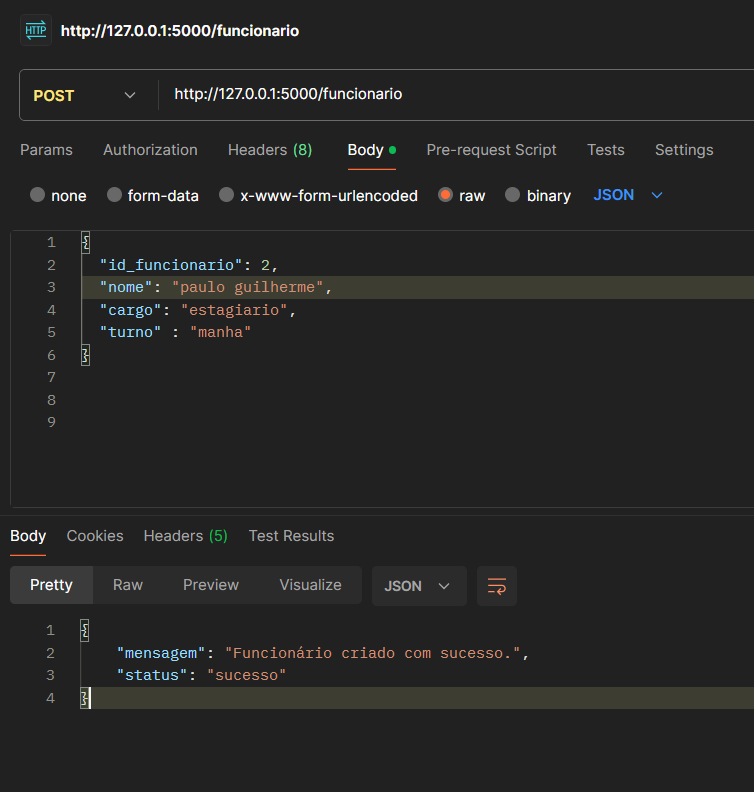 HTTP http://127.0.0.1:5000/funcionario
POST http://127.0.0.1:5000/funcionario
Params Authorization Headers (8) Body Pre-request Script Tests Settings
none form-data x-www-form-urlencoded raw binary JSON
1 {
2 "id_funcionario": 2,
3 "nome": "paulo guilherme",
4 "cargo": "estagiario",
5 "turno" : "manha"
6 }
7
8
9
Body Cookies Headers (5) Test Results
Pretty Raw Preview Visualize JSON
1 {
2 "mensagem": "Funcionário criado com sucesso.",
3 "status": "sucesso"
4 }